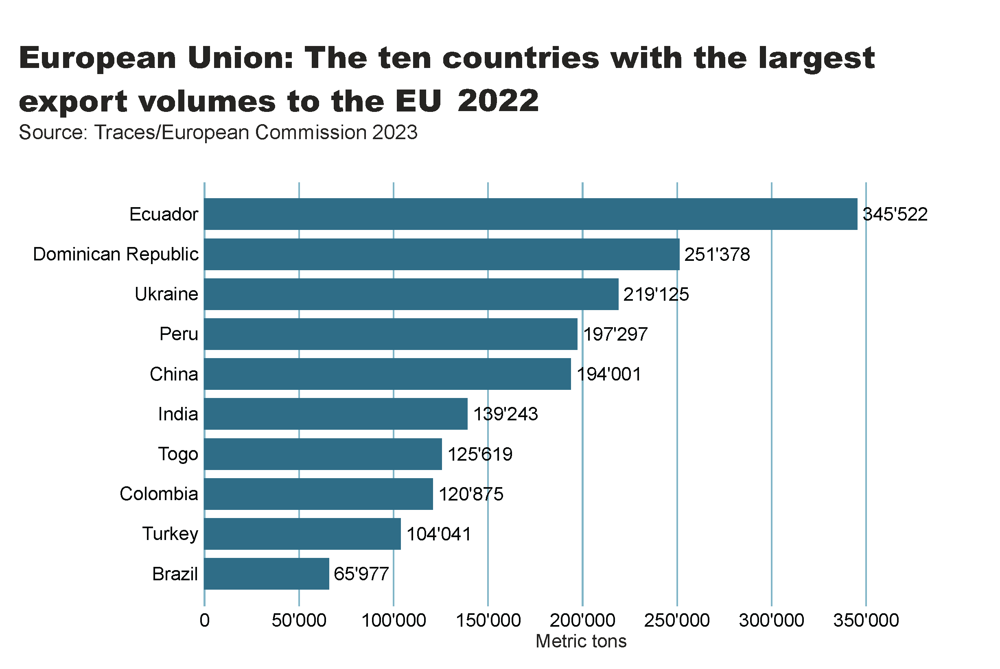 European Union: The ten countries with the largest
export volumes to the EU 2022
Source: Traces/European Commission 2023
Ecuador 345'522
Dominican Republic 251'378
Ukraine 219'125
Peru 197'297
China 194'001
India 139'243
Togo 125'619
Colombia 120'875
Turkey 104'041
Brazil 65'977
0 50'000 100'000 150'000 200'000 250'000 300'000 350'000
Metric tons